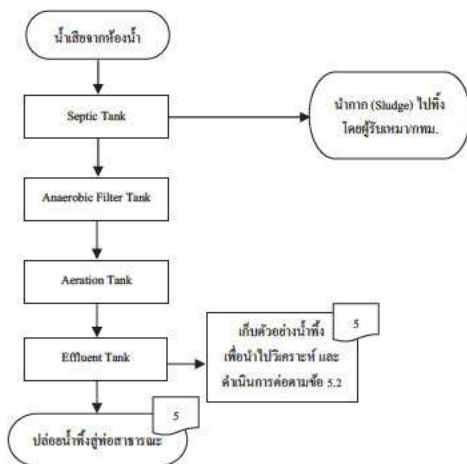 น้ำเสียจากห้องน้ำ
Septic Tank
นำกาก (Sludge) ไปทิ้ง
โดยผู้รับเหมา/กทม.
Anaerobic Filter Tank
Aeration Tank
Effluent Tank
5
เก็บตัวอย่างน้ำทิ้ง
เพื่อนำไปวิเคราะห์ และ
ดำเนินการต่อตามข้อ 5.2
5
ปล่อยน้ำทิ้งสู่ท่อสาธารณะ